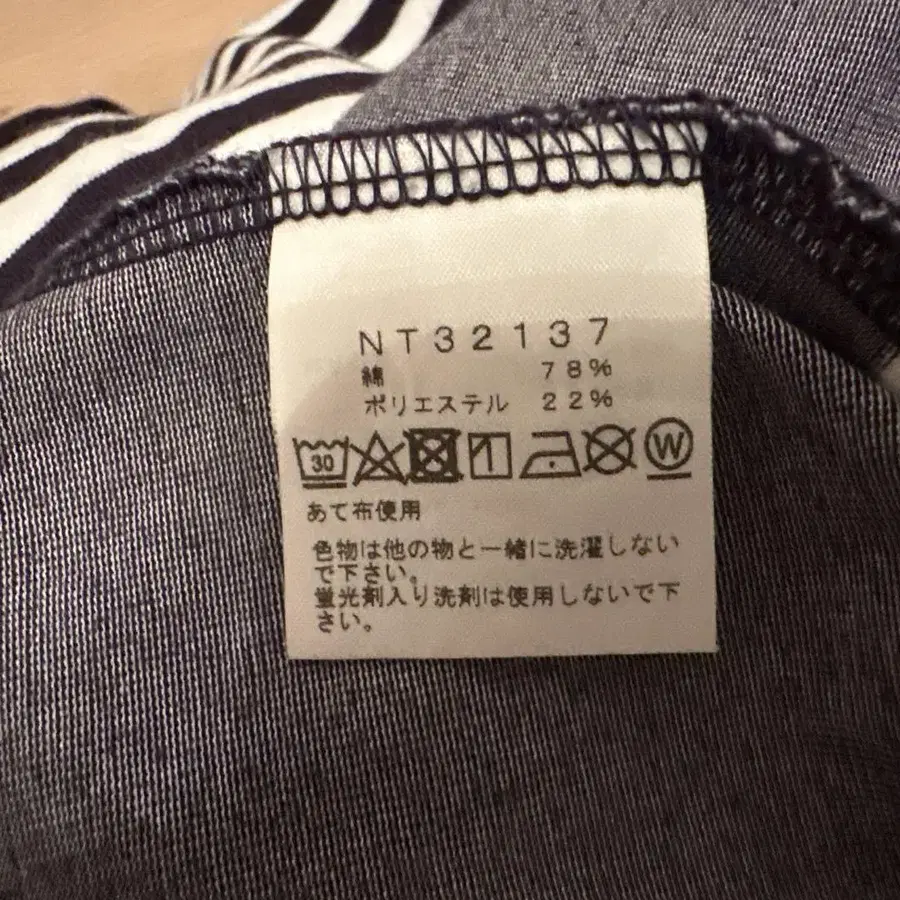 NT32137
綿 78%
ポリエステル 22%
30 W
あて布使用
色物は他の物と一緒に洗濯しない
で下さい。
蛍光剤入り洗剤は使用しないで下
さい。